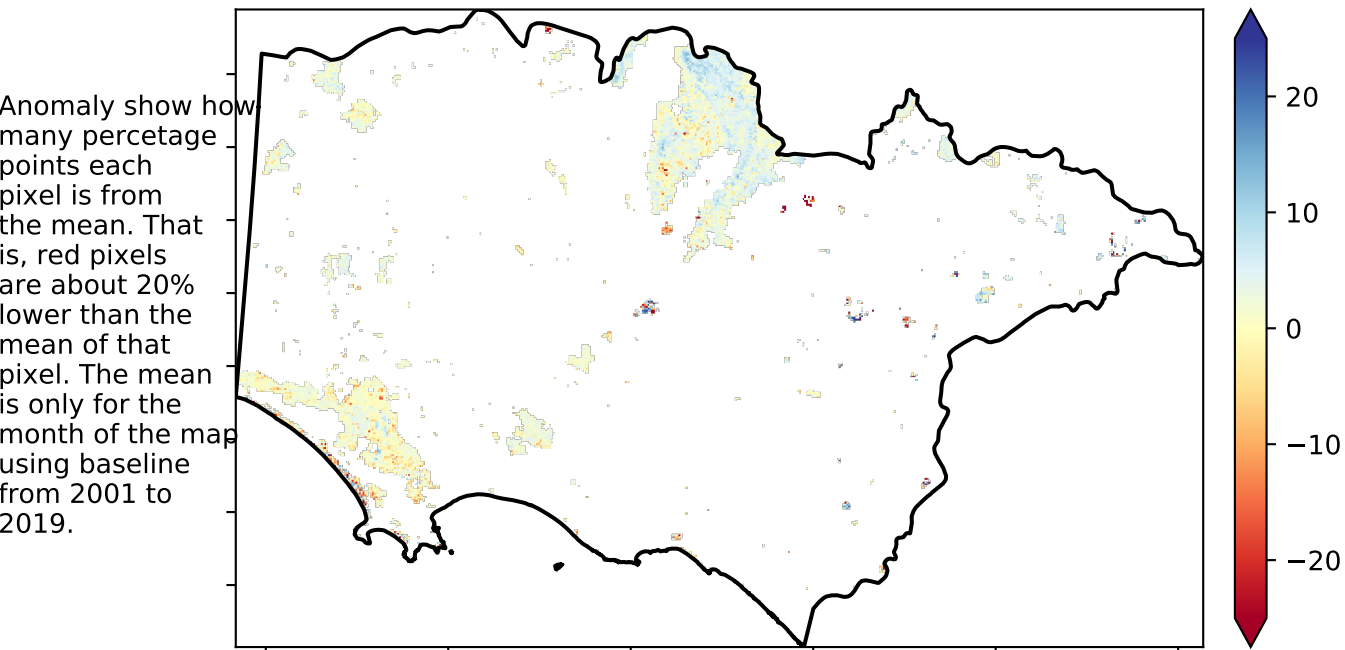 Anomaly show how
many percetage
points each
pixel is from
the mean. That
is, red pixels
are about 20%
lower than the
mean of that
pixel. The mean
is only for the
month of the map
using baseline
from 2001 to
2019.
20
10
0
−10
−20